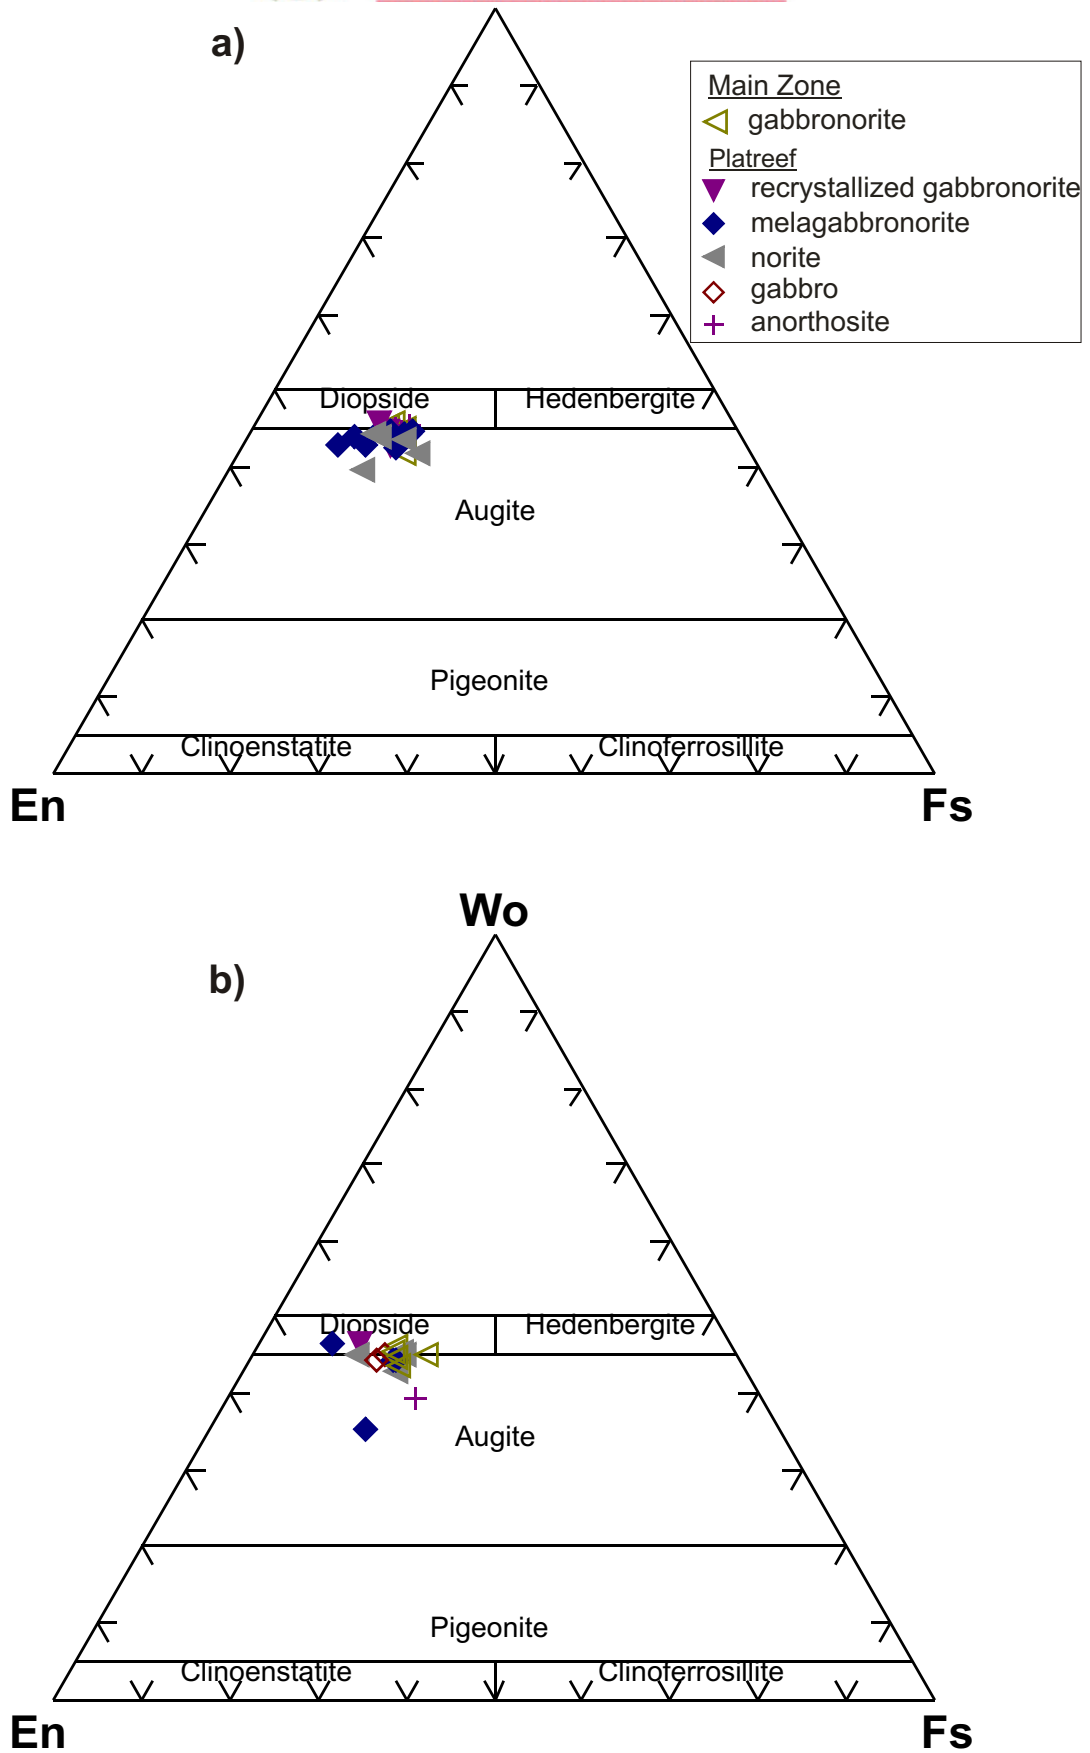 a)
Main Zone
gabbronorite
Platreef
recrystallized gabbronorite
melagabbronorite
norite
gabbro
anorthosite
Diopside Hedenbergite
Augite
Pigeonite
Clinoenstatite Clinoferrosillite
En Fs
Wo
b)
Diopside Hedenbergite
Augite
Pigeonite
Clinoenstatite Clinoferrosillite
En Fs